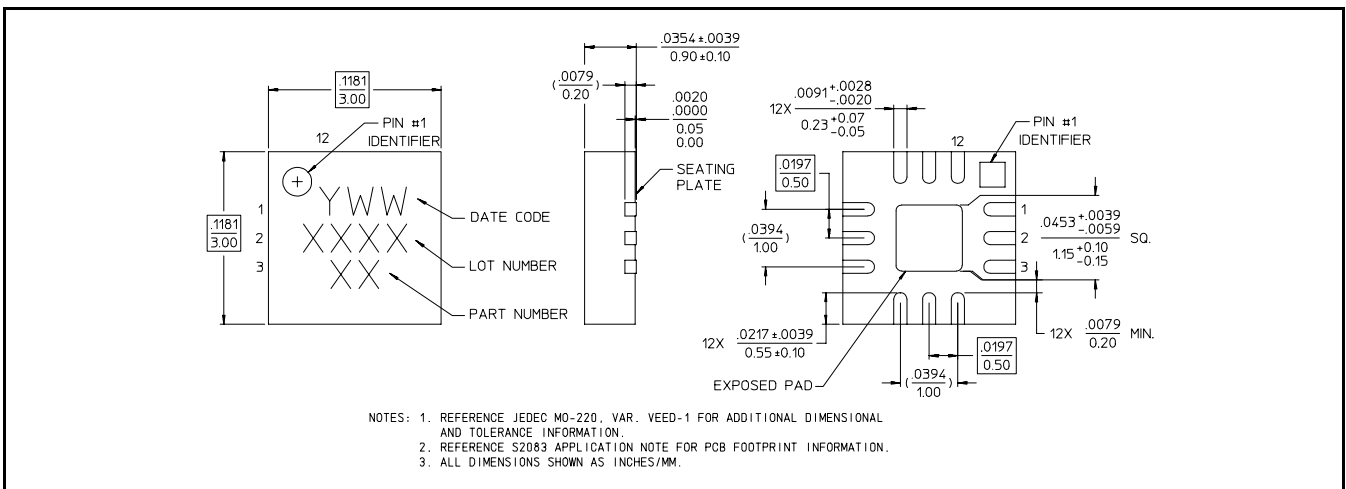 .1181
3.00
PIN #1
IDENTIFIER
12
.1181
3.00
1
2
3
YWW
XXXX
XX
DATE CODE
LOT NUMBER
PART NUMBER
.0354±.0039
0.90±0.10
(.0079
0.20)
.0020
.0000
0.05
0.00
SEATING
PLATE
12X .0091 +.0028
-.0020
0.23 +0.07
-0.05
12
PIN #1
IDENTIFIER
.0197
0.50
(.0394
1.00)
1
2
3
.0453 +.0039
-.0059
1.15 +0.10
-0.15
SQ.
12X .0217±.0039
0.55±0.10
12X .0079
0.20 MIN.
.0197
0.50
(.0394
1.00)
EXPOSED PAD
NOTES: 1. REFERENCE JEDEC MO-220, VAR. VEED-1 FOR ADDITIONAL DIMENSIONAL
AND TOLERANCE INFORMATION.
2. REFERENCE S2083 APPLICATION NOTE FOR PCB FOOTPRINT INFORMATION.
3. ALL DIMENSIONS SHOWN AS INCHES/MM.